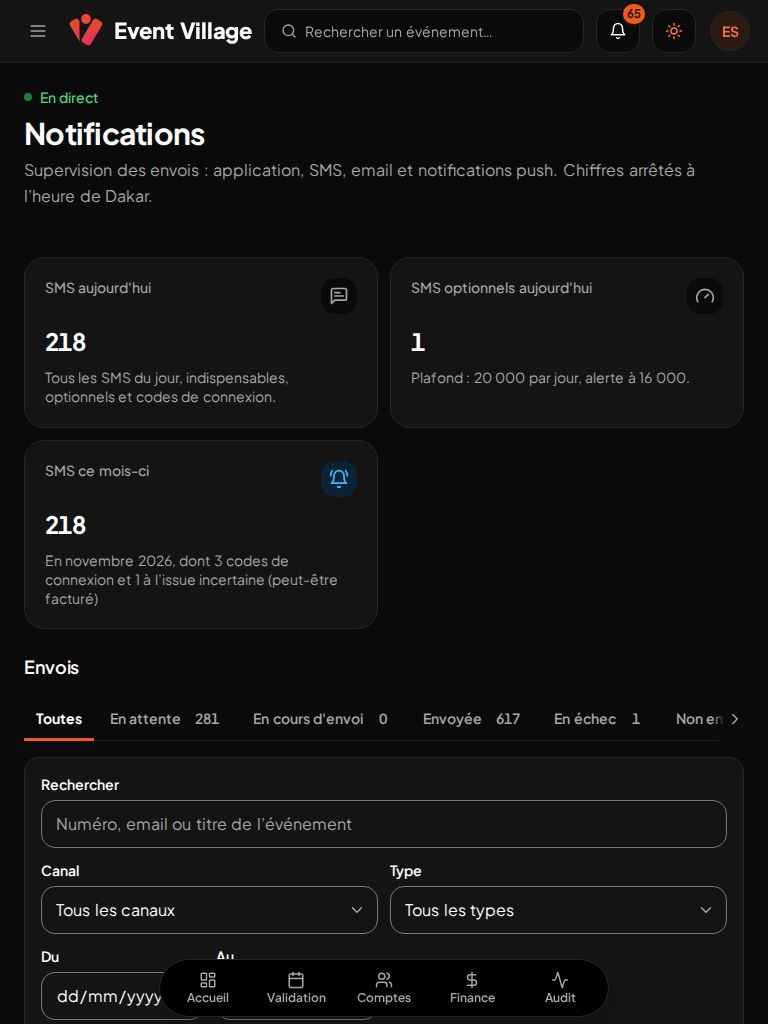 Event Village
Rechercher un événement...
65
ES
En direct
Notifications
Supervision des envois : application, SMS, email et notifications push. Chiffres arrêtés à
l'heure de Dakar.
SMS aujourd'hui
218
Tous les SMS du jour, indispensables,
optionnels et codes de connexion.
SMS optionnels aujourd'hui
1
Plafond : 20 000 par jour, alerte à 16 000.
SMS ce mois-ci
218
En novembre 2026, dont 3 codes de
connexion et 1 à l'issue incertaine (peut-être
facturé)
Envois
Toutes En attente 281 En cours d'envoi 0 Envoyée 617 En échec 1 Non en
Rechercher
Numéro, email ou titre de l'événement
Canal Type
Tous les canaux Tous les types
Du Au
dd/mm/yyyy
Accueil Validation Comptes Finance Audit